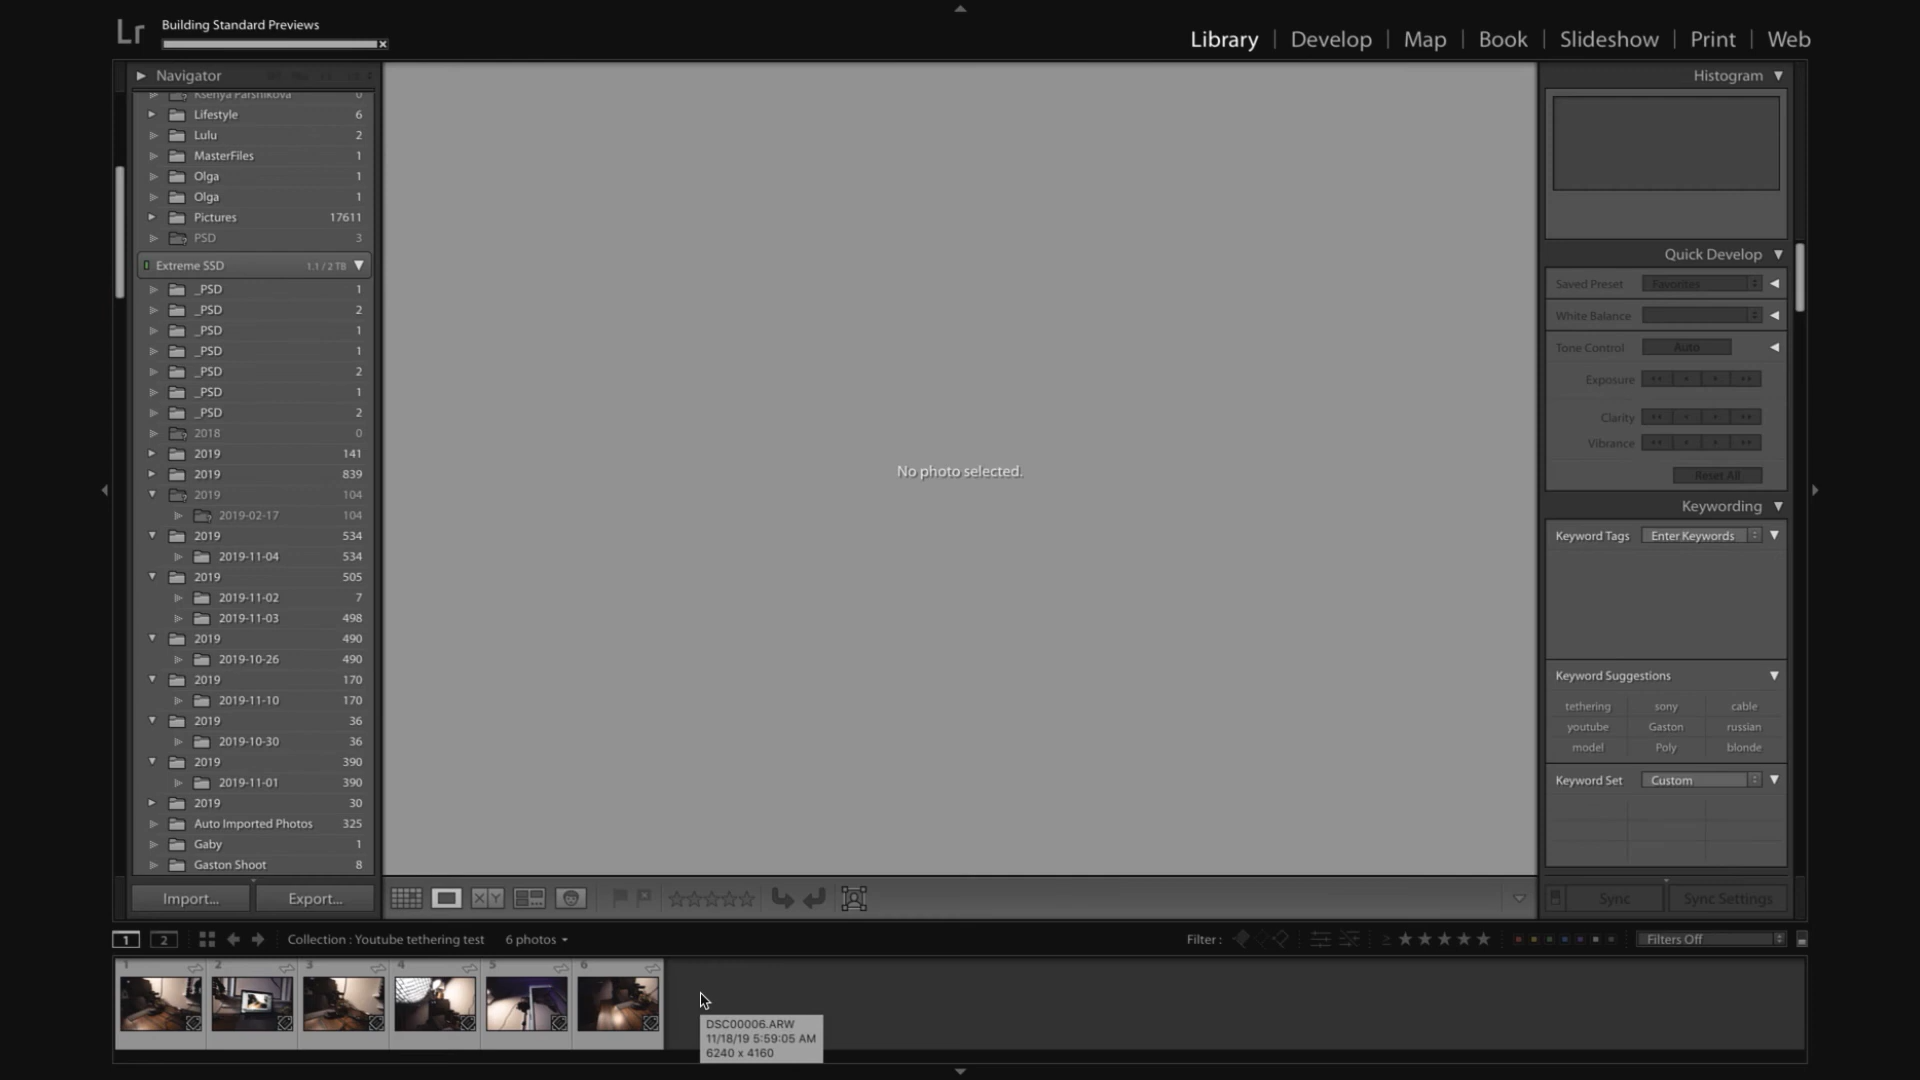 Lr
Building Standard Previews
Library | Develop | Map | Book | Slideshow | Print | Web
Navigator
Ksenya Parshikova 0
Lifestyle 6
Lulu 2
MasterFiles 1
Olga 1
Olga 1
Pictures 17611
PSD 3
Extreme SSD 1.1 / 2 TB
_PSD 1
_PSD 2
_PSD 1
_PSD 1
_PSD 2
_PSD 1
_PSD 2
2018 0
2019 141
2019 839
2019 104
2019-02-17 104
2019 534
2019-11-04 534
2019 505
2019-11-02 7
2019-11-03 498
2019 490
2019-10-26 490
2019 170
2019-11-10 170
2019 36
2019-10-30 36
2019 390
2019-11-01 390
2019 30
Auto Imported Photos 325
Gaby 1
Gaston Shoot 8
Import... Export...
No photo selected.
Histogram
Quick Develop
Saved Preset Favorites
White Balance
Tone Control Auto
Exposure
Clarity
Vibrance
Reset All
Keywording
Keyword Tags Enter Keywords
Keyword Suggestions
tethering sony cable
youtube Gaston russian
model Poly blonde
Keyword Set Custom
X Y
Sync Sync Settings
1 2 Collection : Youtube tethering test 6 photos
Filter : Filters Off
1 2 3 4 5 6
DSC00006.ARW
11/18/19 5:59:05 AM
6240 x 4160